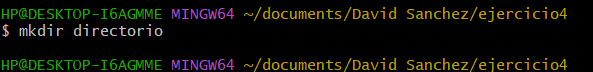 HP@DESKTOP-I6AGMME MINGW64 ~/documents/David Sanchez/ejercicio4
$ mkdir directorio
HP@DESKTOP-I6AGMME MINGW64 ~/documents/David Sanchez/ejercicio4